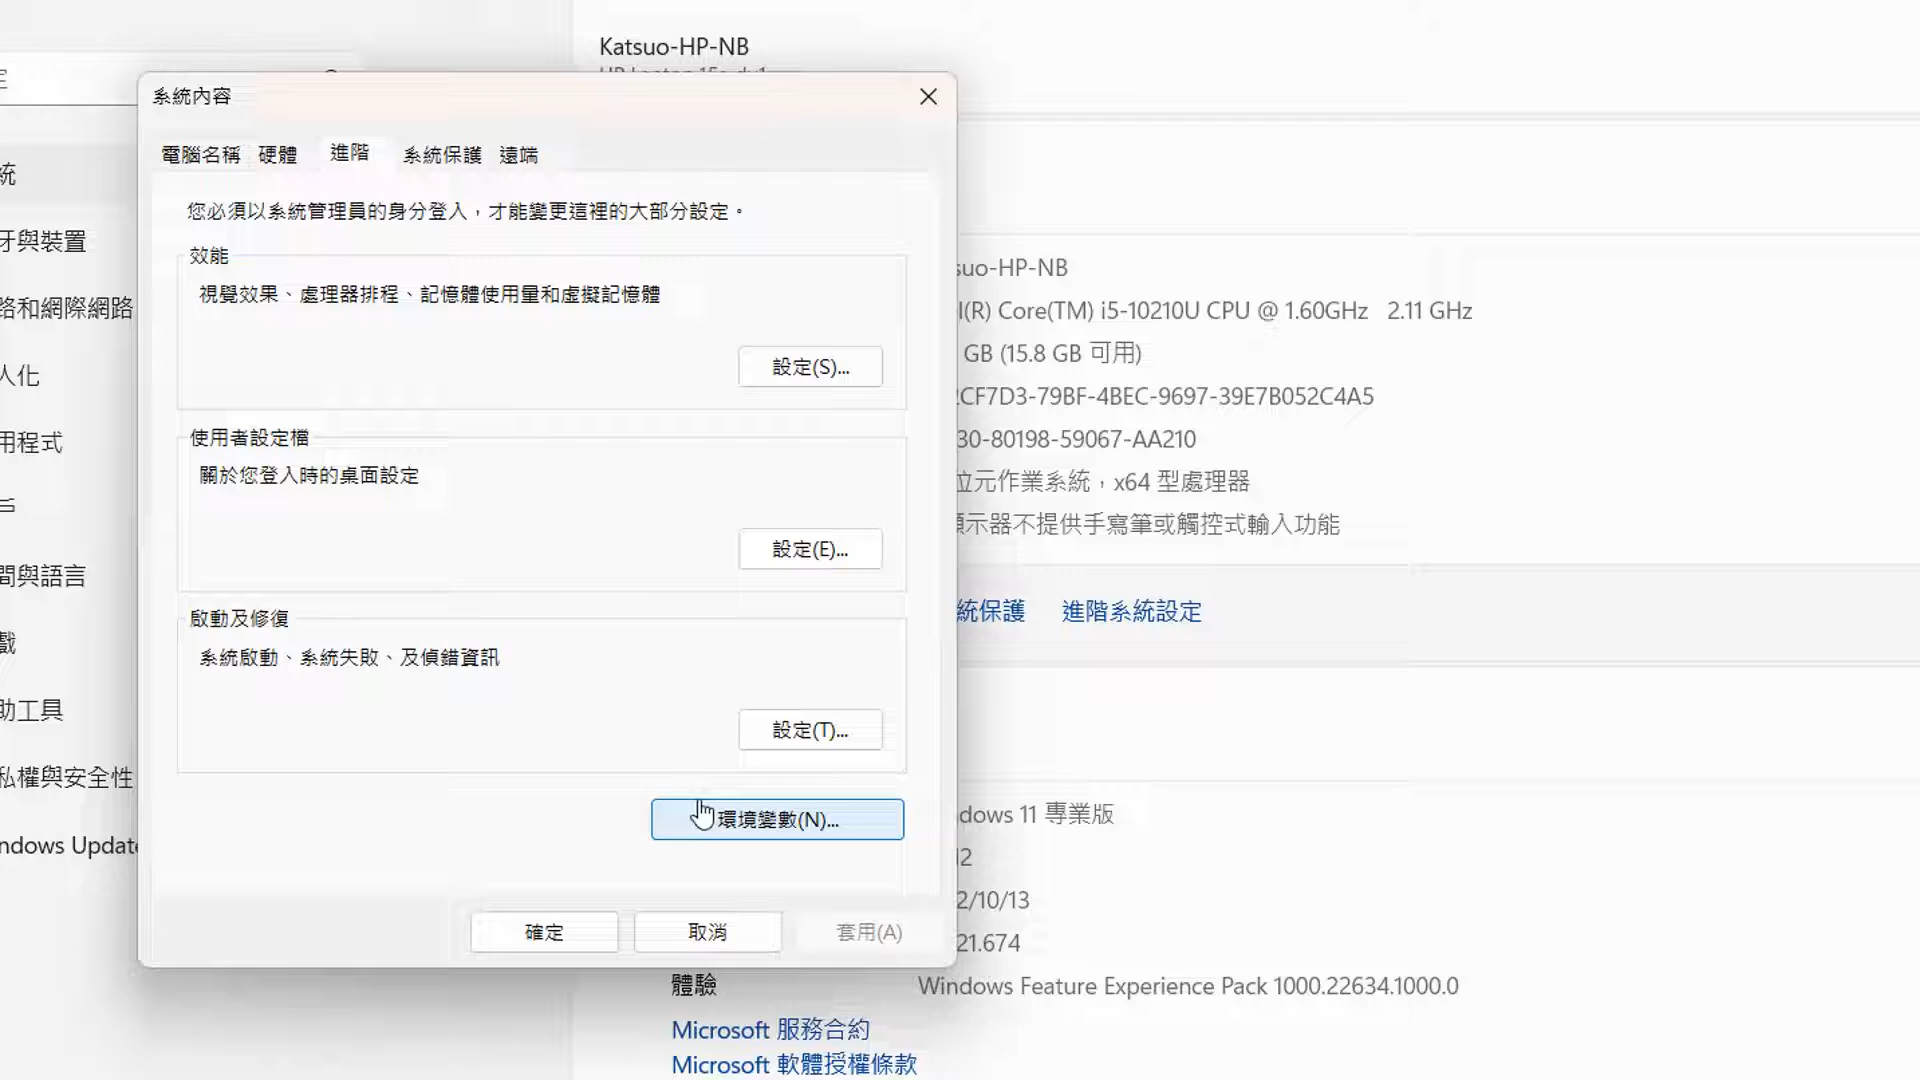 Katsuo-HP-NB
系統內容
電腦名稱 硬體 進階 系統保護 遠端
您必須以系統管理員的身分登入，才能變更這裡的大部分設定。
效能
視覺效果、處理器排程、記憶體使用量和虛擬記憶體
設定(S)...
使用者設定檔
關於您登入時的桌面設定
設定(E)...
啟動及修復
系統啟動、系統失敗、及偵錯資訊
設定(T)...
環境變數(N)...
確定 取消 套用(A)
統
牙與裝置
路和網際網路
人化
用程式
戶
間與語言
戲
助工具
私權與安全性
ndows Update
suo-HP-NB
l(R) Core(TM) i5-10210U CPU @ 1.60GHz 2.11 GHz
GB (15.8 GB 可用)
2CF7D3-79BF-4BEC-9697-39E7B052C4A5
30-80198-59067-AA210
位元作業系統，x64 型處理器
顯示器不提供手寫筆或觸控式輸入功能
統保護 進階系統設定
dows 11 專業版
H2
2/10/13
21.674
體驗 Windows Feature Experience Pack 1000.22634.1000.0
Microsoft 服務合約
Microsoft 軟體授權條款